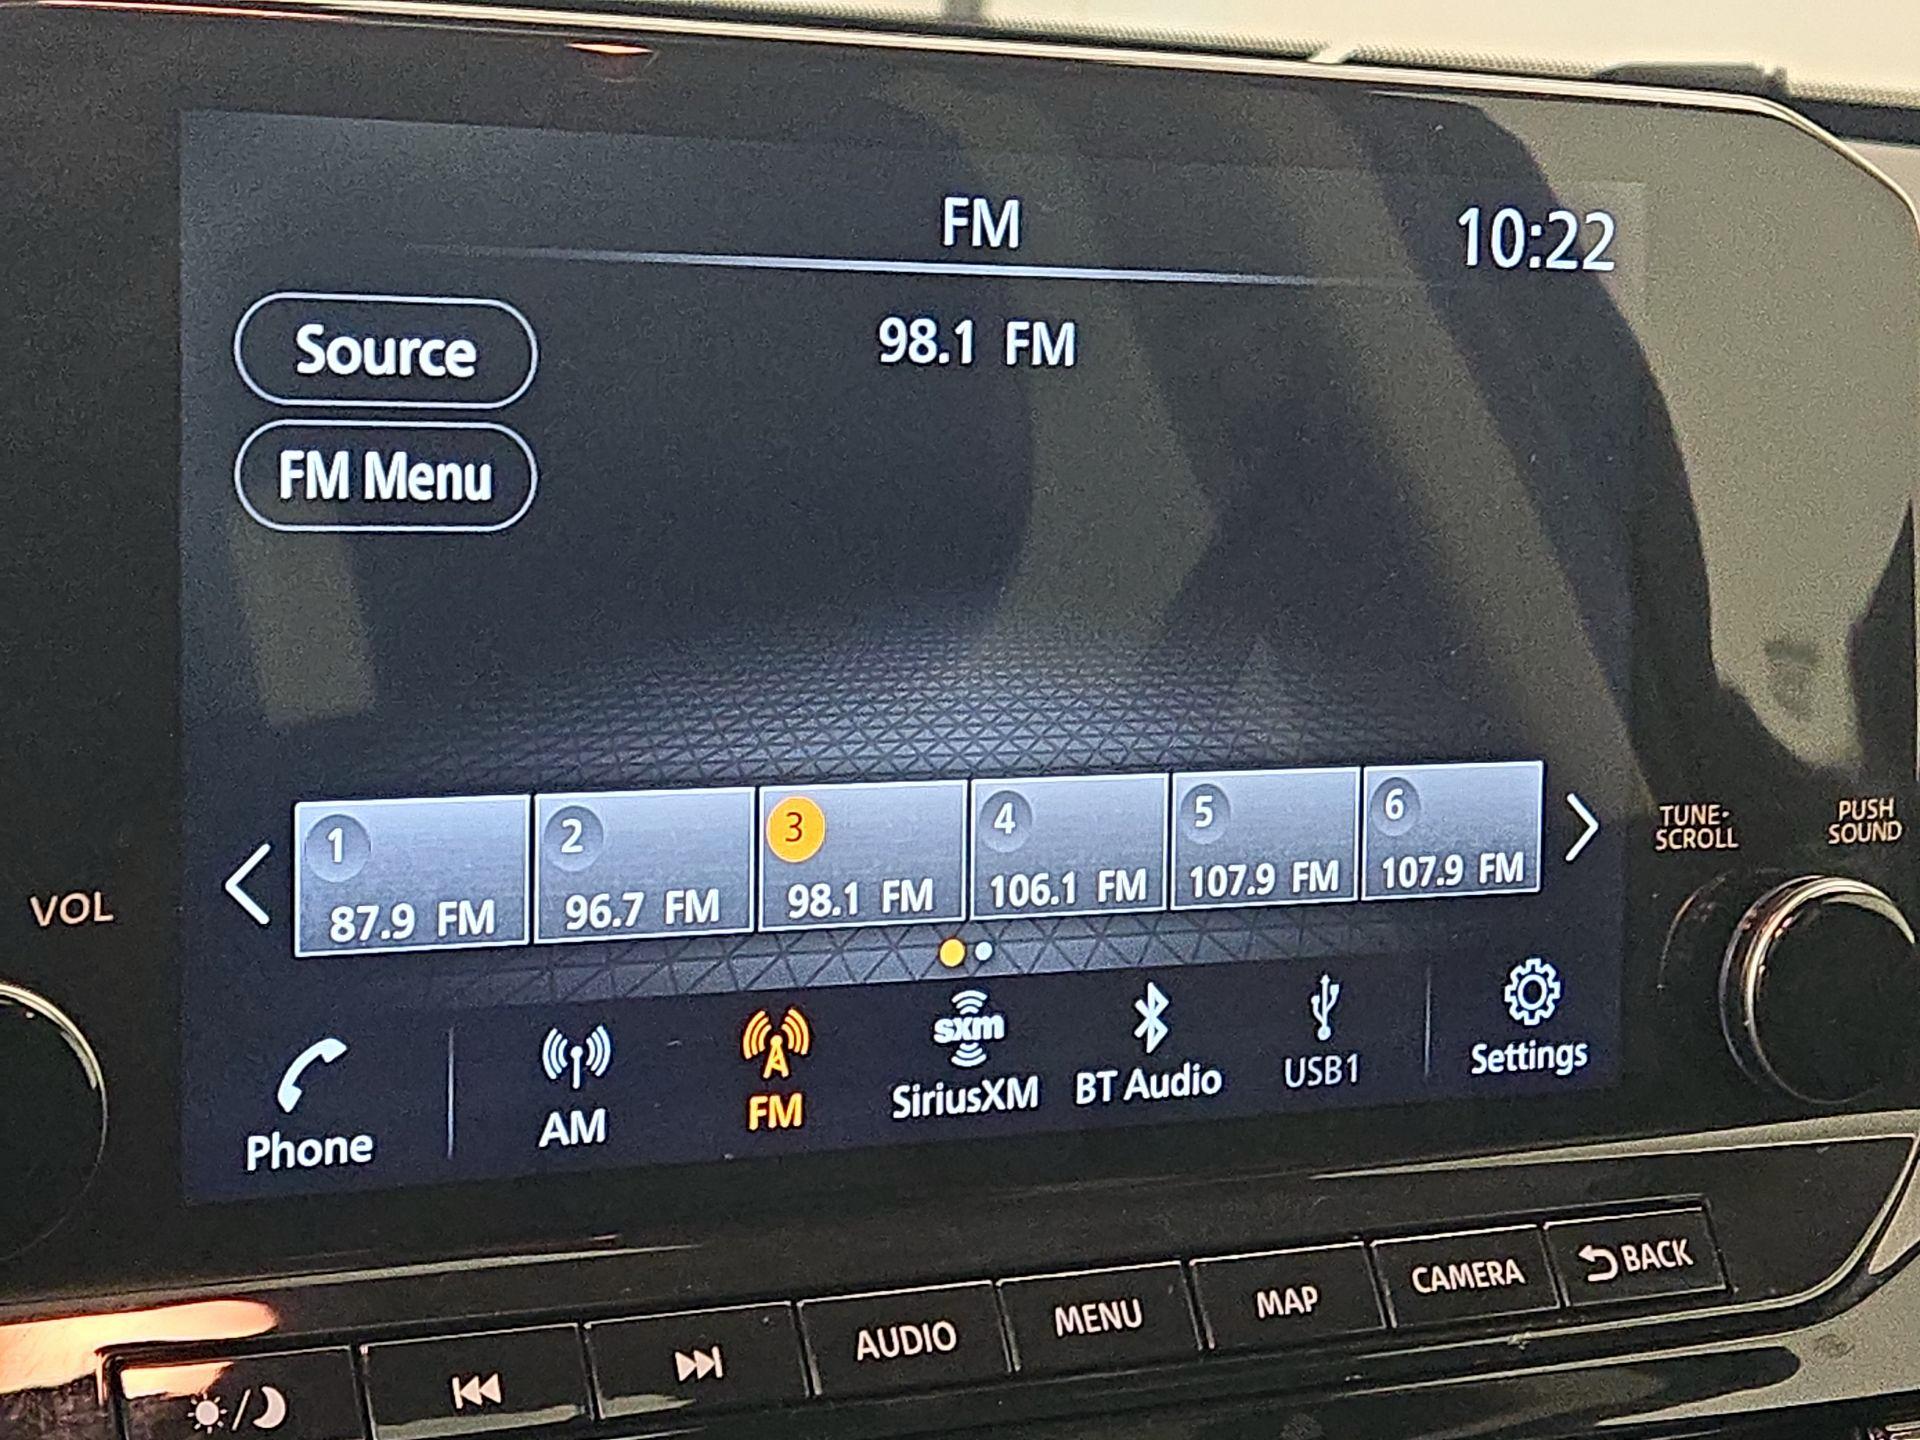 FM
10:22
Source
98.1 FM
FM Menu
1 2 3 4 5 6
87.9 FM 96.7 FM 98.1 FM 106.1 FM 107.9 FM 107.9 FM
TUNE-
SCROLL
PUSH
SOUND
VOL
sxm
Phone AM FM SiriusXM BT Audio USB1 Settings
AUDIO MENU MAP CAMERA BACK